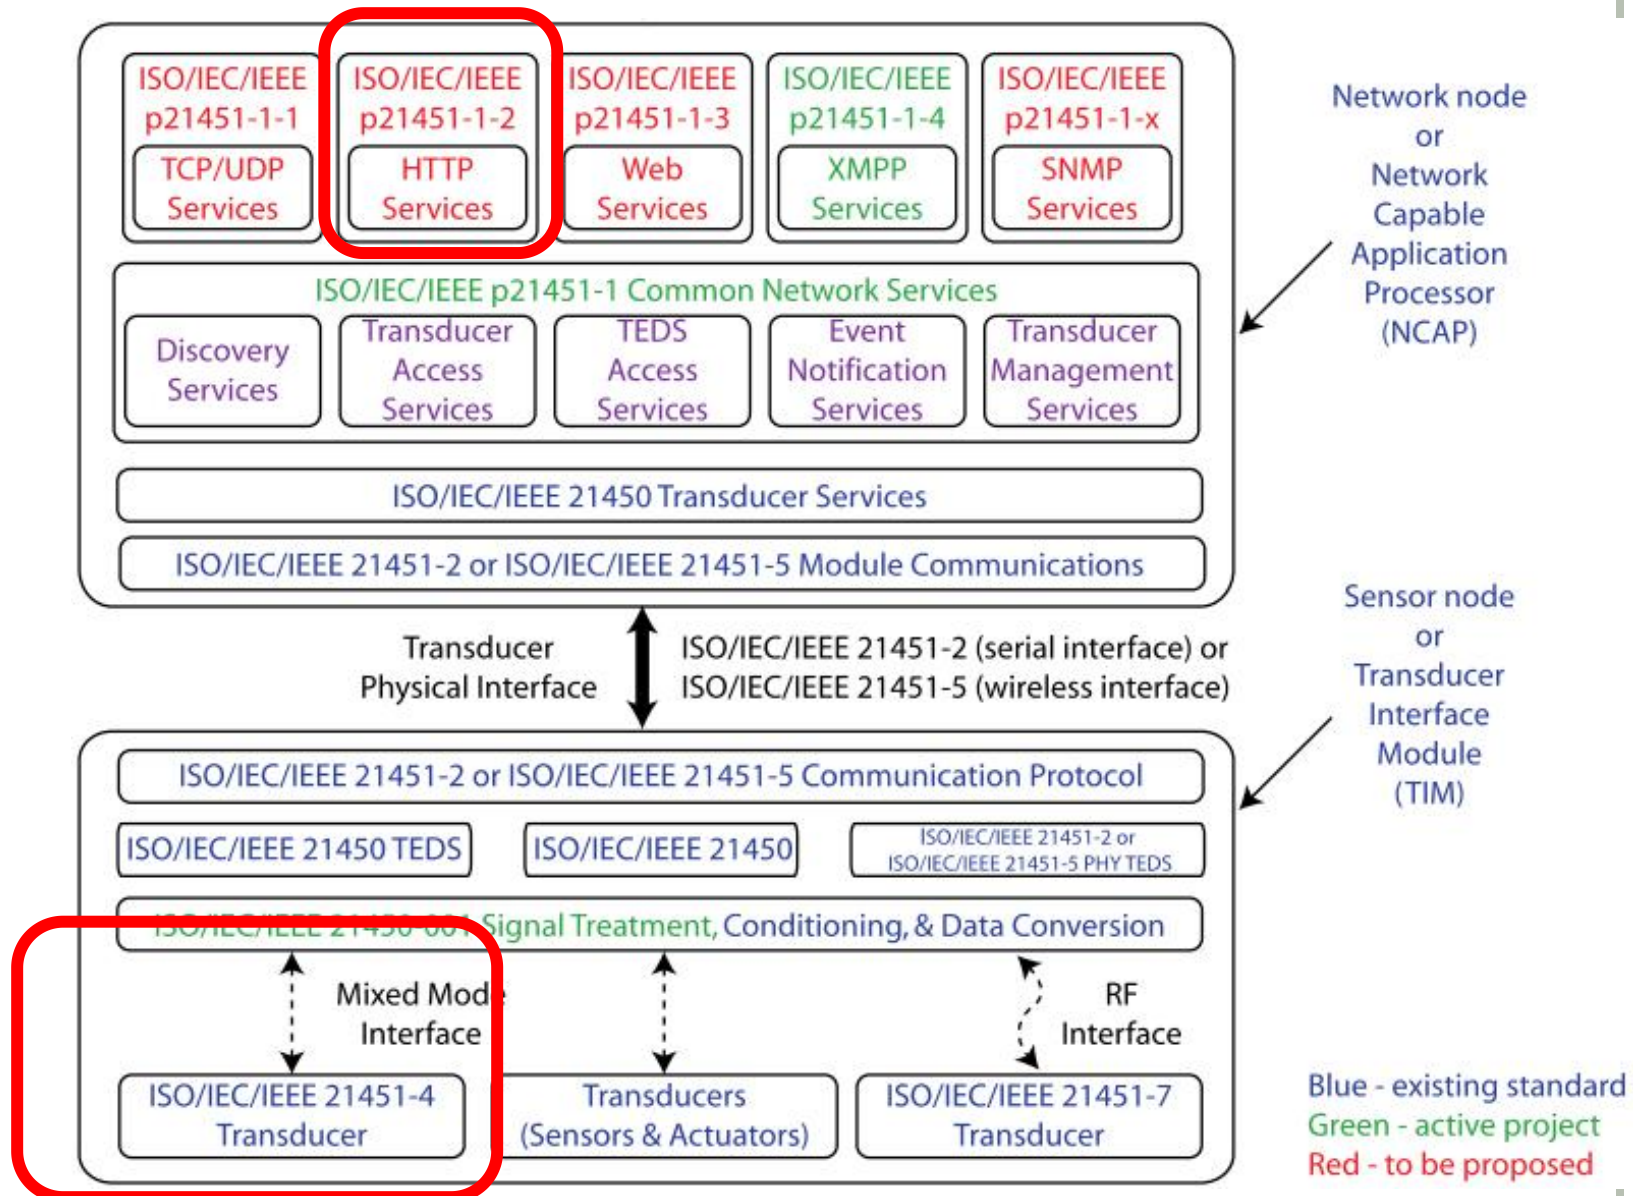 ISO/IEC/IEEE
p21451-1-1
TCP/UDP
Services
ISO/IEC/IEEE
p21451-1-2
HTTP
Services
ISO/IEC/IEEE
p21451-1-3
Web
Services
ISO/IEC/IEEE
p21451-1-4
XMPP
Services
ISO/IEC/IEEE
p21451-1-x
SNMP
Services
ISO/IEC/IEEE p21451-1 Common Network Services
Discovery
Services
Transducer
Access
Services
TEDS
Access
Services
Event
Notification
Services
Transducer
Management
Services
ISO/IEC/IEEE 21450 Transducer Services
ISO/IEC/IEEE 21451-2 or ISO/IEC/IEEE 21451-5 Module Communications
Network node
or
Network
Capable
Application
Processor
(NCAP)
Transducer
Physical Interface
ISO/IEC/IEEE 21451-2 (serial interface) or
ISO/IEC/IEEE 21451-5 (wireless interface)
Sensor node
or
Transducer
Interface
Module
(TIM)
ISO/IEC/IEEE 21451-2 or ISO/IEC/IEEE 21451-5 Communication Protocol
ISO/IEC/IEEE 21450 TEDS
ISO/IEC/IEEE 21450
ISO/IEC/IEEE 21451-2 or
ISO/IEC/IEEE 21451-5 PHY TEDS
ISO/IEC/IEEE 21450-001 Signal Treatment, Conditioning, & Data Conversion
Mixed Mode
Interface
RF
Interface
ISO/IEC/IEEE 21451-4
Transducer
Transducers
(Sensors & Actuators)
ISO/IEC/IEEE 21451-7
Transducer
Blue - existing standard
Green - active project
Red - to be proposed